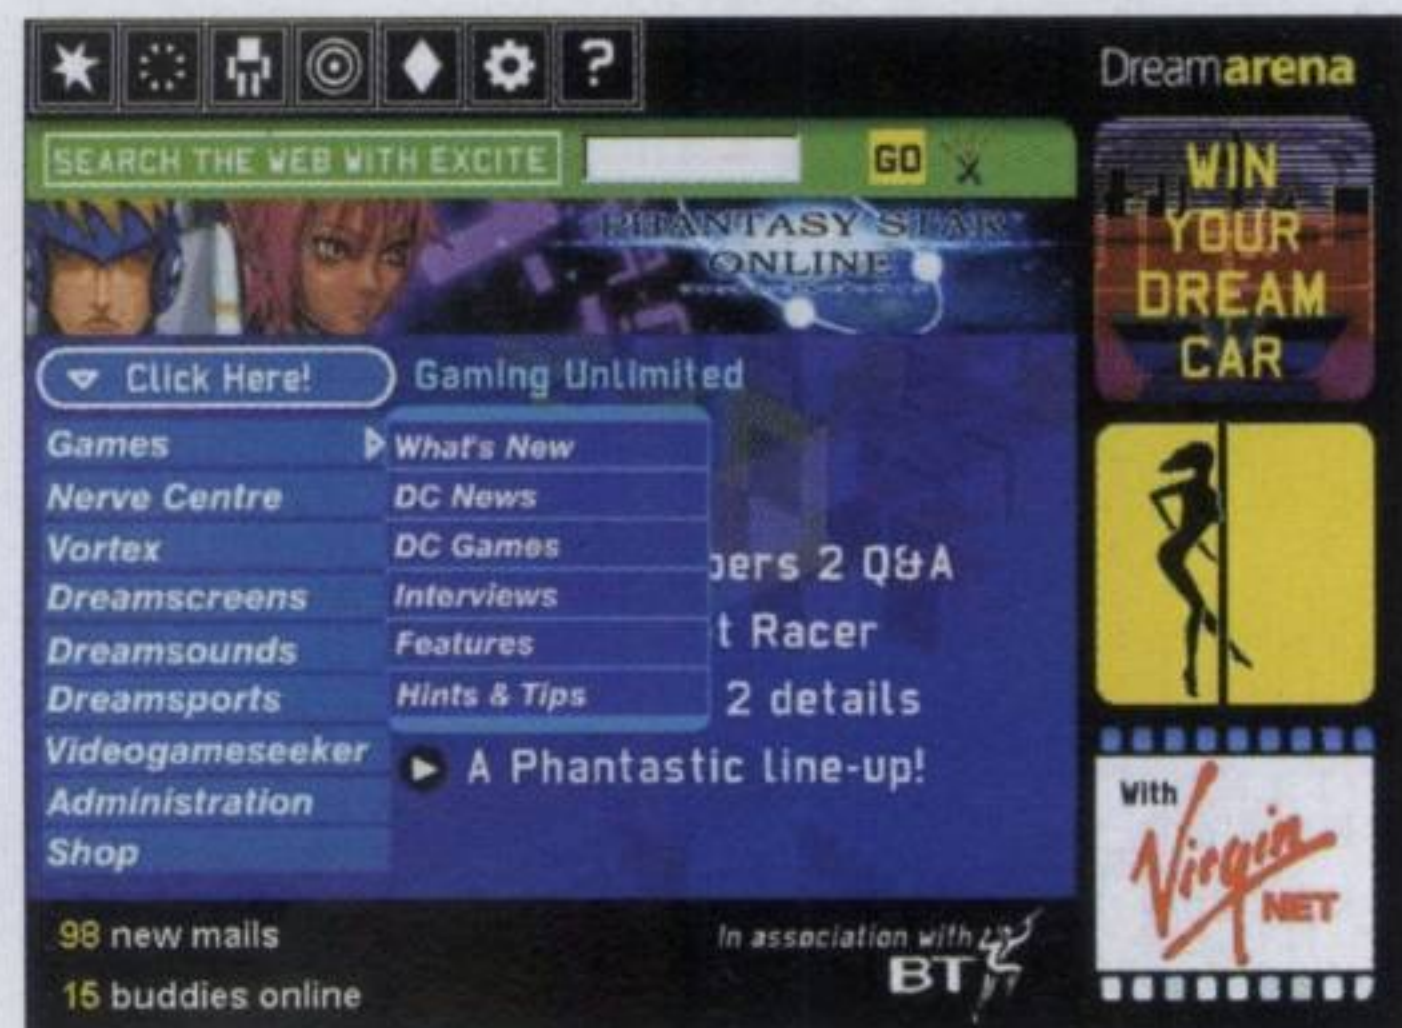 ?
Dreamarena
SEARCH THE WEB WITH EXCITE
GO
PHANTASY STAR
ONLINE
WIN
YOUR
DREAM
CAR
Click Here!
Gaming Unlimited
Games
Nerve Centre
Vortex
Dreamscreens
Dreamsounds
Dreamsports
Videogameseeker
Administration
Shop
What's New
DC News
DC Games
Interviews
Features
Hints & Tips
pers 2 Q&A
t Racer
2 details
A Phantastic line-up!
With
Virgin
NET
98 new mails
15 buddies online
In association with
BT